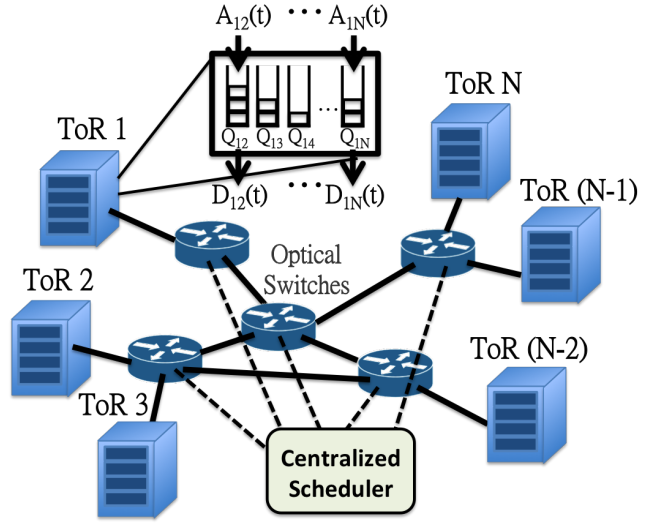 A₁₂(t) ••• A₁ₙ(t)
...
Q₁₂ Q₁₃ Q₁₄ Q₁ₙ
D₁₂(t) ••• D₁ₙ(t)
ToR 1
ToR N
ToR (N-1)
Optical
Switches
ToR 2
ToR (N-2)
ToR 3
Centralized
Scheduler